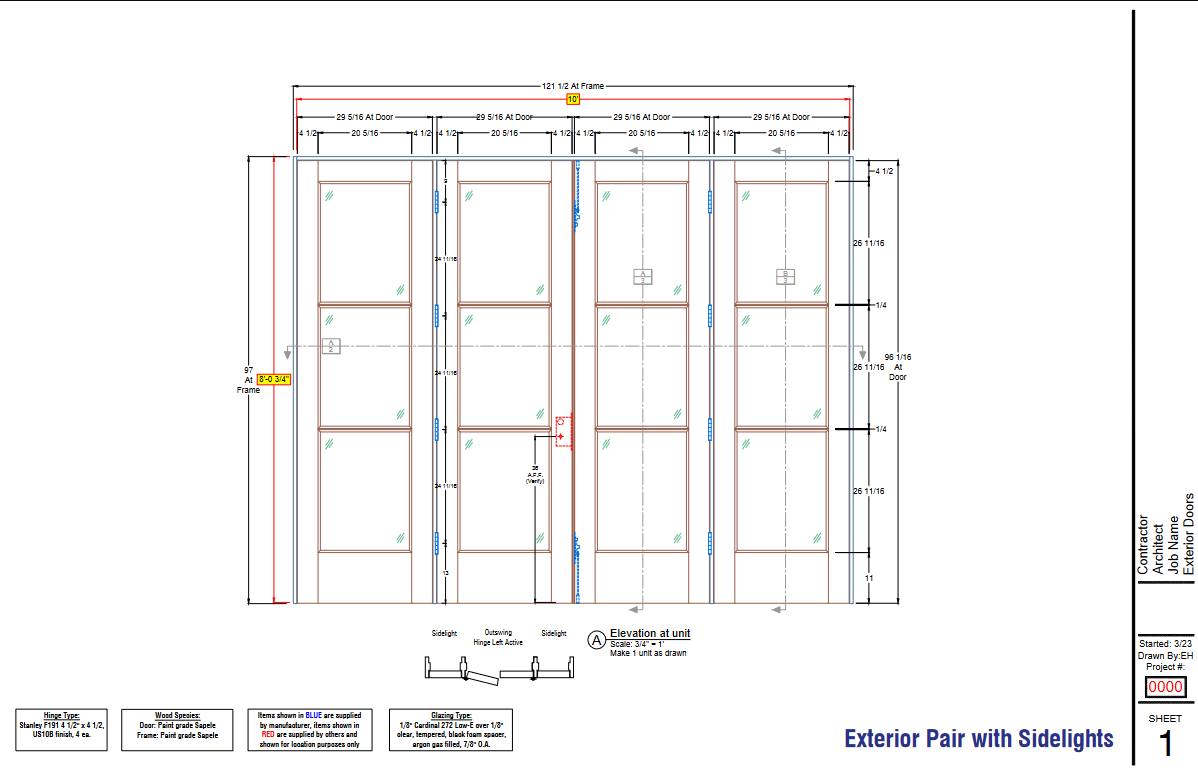 121 1/2 At Frame
10'
29 5/16 At Door
29 5/16 At Door
29 5/16 At Door
29 5/16 At Door
4 1/2
20 5/16
4 1/2
4 1/2
20 5/16
4 1/2
4 1/2
20 5/16
4 1/2
4 1/2
20 5/16
4 1/2
4 1/2
9
26 11/16
24 11/16
A
3
B
3
1/4
A
2
96 1/16
At
Door
97
At
Frame
8'-0 3/4"
26 11/16
24 11/16
1/4
36
A.F.F.
(Verify)
24 11/16
26 11/16
13
11
Sidelight
Outswing
Hinge Left Active
Sidelight
A
Elevation at unit
Scale: 3/4" = 1'
Make 1 unit as drawn
Hinge Type:
Stanley F191 4 1/2" x 4 1/2,
US10B finish, 4 ea.
Wood Species:
Door: Paint grade Sapele
Frame: Paint grade Sapele
Items shown in BLUE are supplied
by manufacturer, items shown in
RED are supplied by others and
shown for location purposes only
Glazing Type:
1/8" Cardinal 272 Low-E over 1/8"
clear, tempered, black foam spacer,
argon gas filled, 7/8" O.A.
Exterior Pair with Sidelights
Contractor
Architect
Job Name
Exterior Doors
Started: 3/23
Drawn By:EH
Project #:
0000
SHEET
1